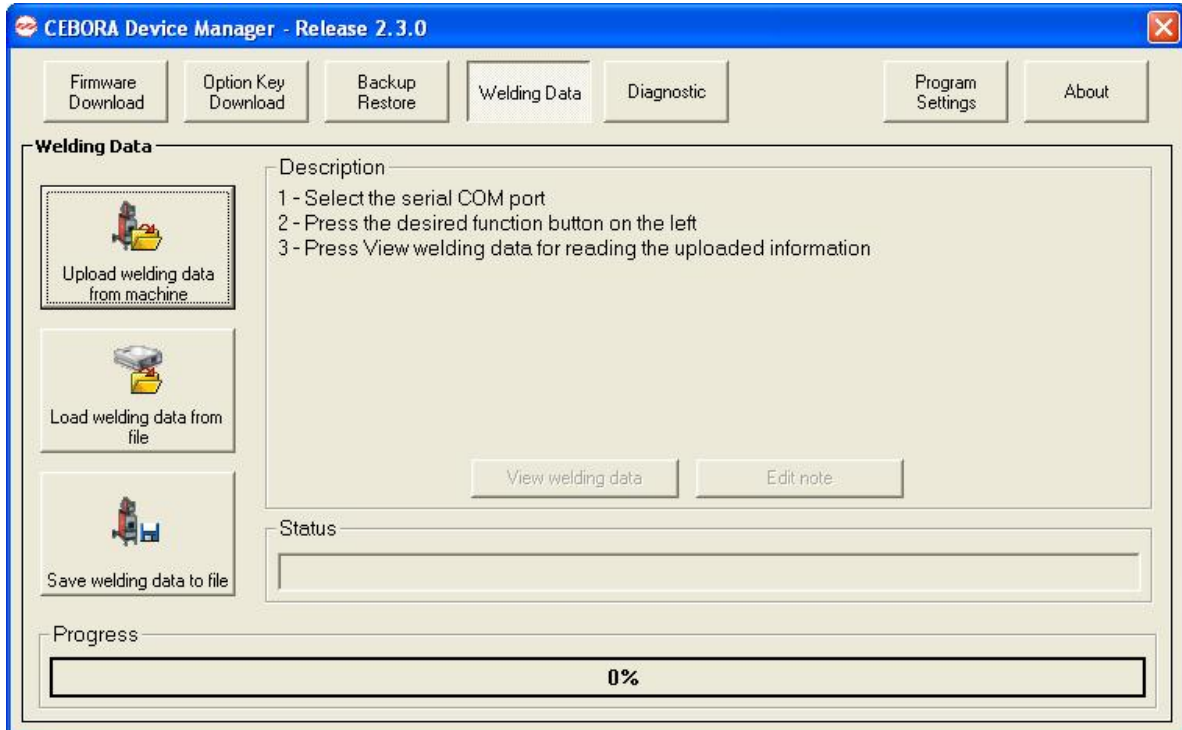 CEBORA Device Manager - Release 2.3.0
Firmware
Download
Option Key
Download
Backup
Restore
Welding Data
Diagnostic
Program
Settings
About
Welding Data
Upload welding data
from machine
Load welding data from
file
Save welding data to file
Description
1 - Select the serial COM port
2 - Press the desired function button on the left
3 - Press View welding data for reading the uploaded information
View welding data
Edit note
Status
Progress
0%